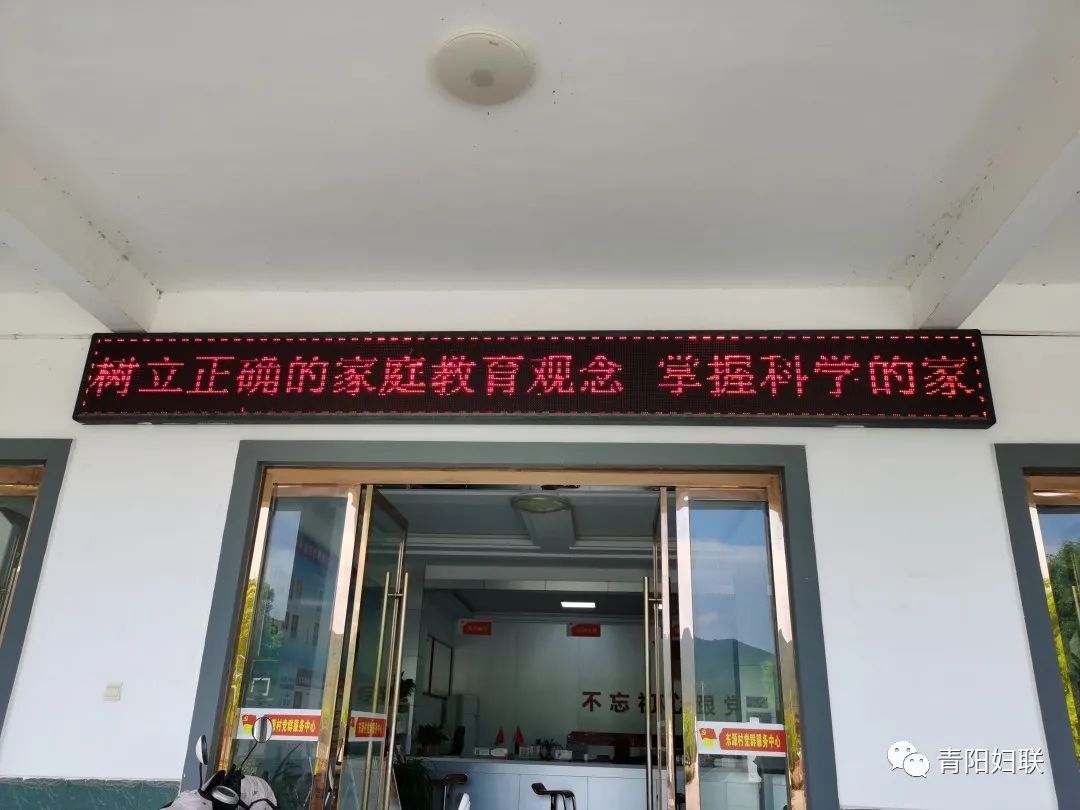 树立正确的家庭教育观念 掌握科学的家
不忘初心跟党
东源村党群服务中心
东源村党群服务中心
青阳妇联